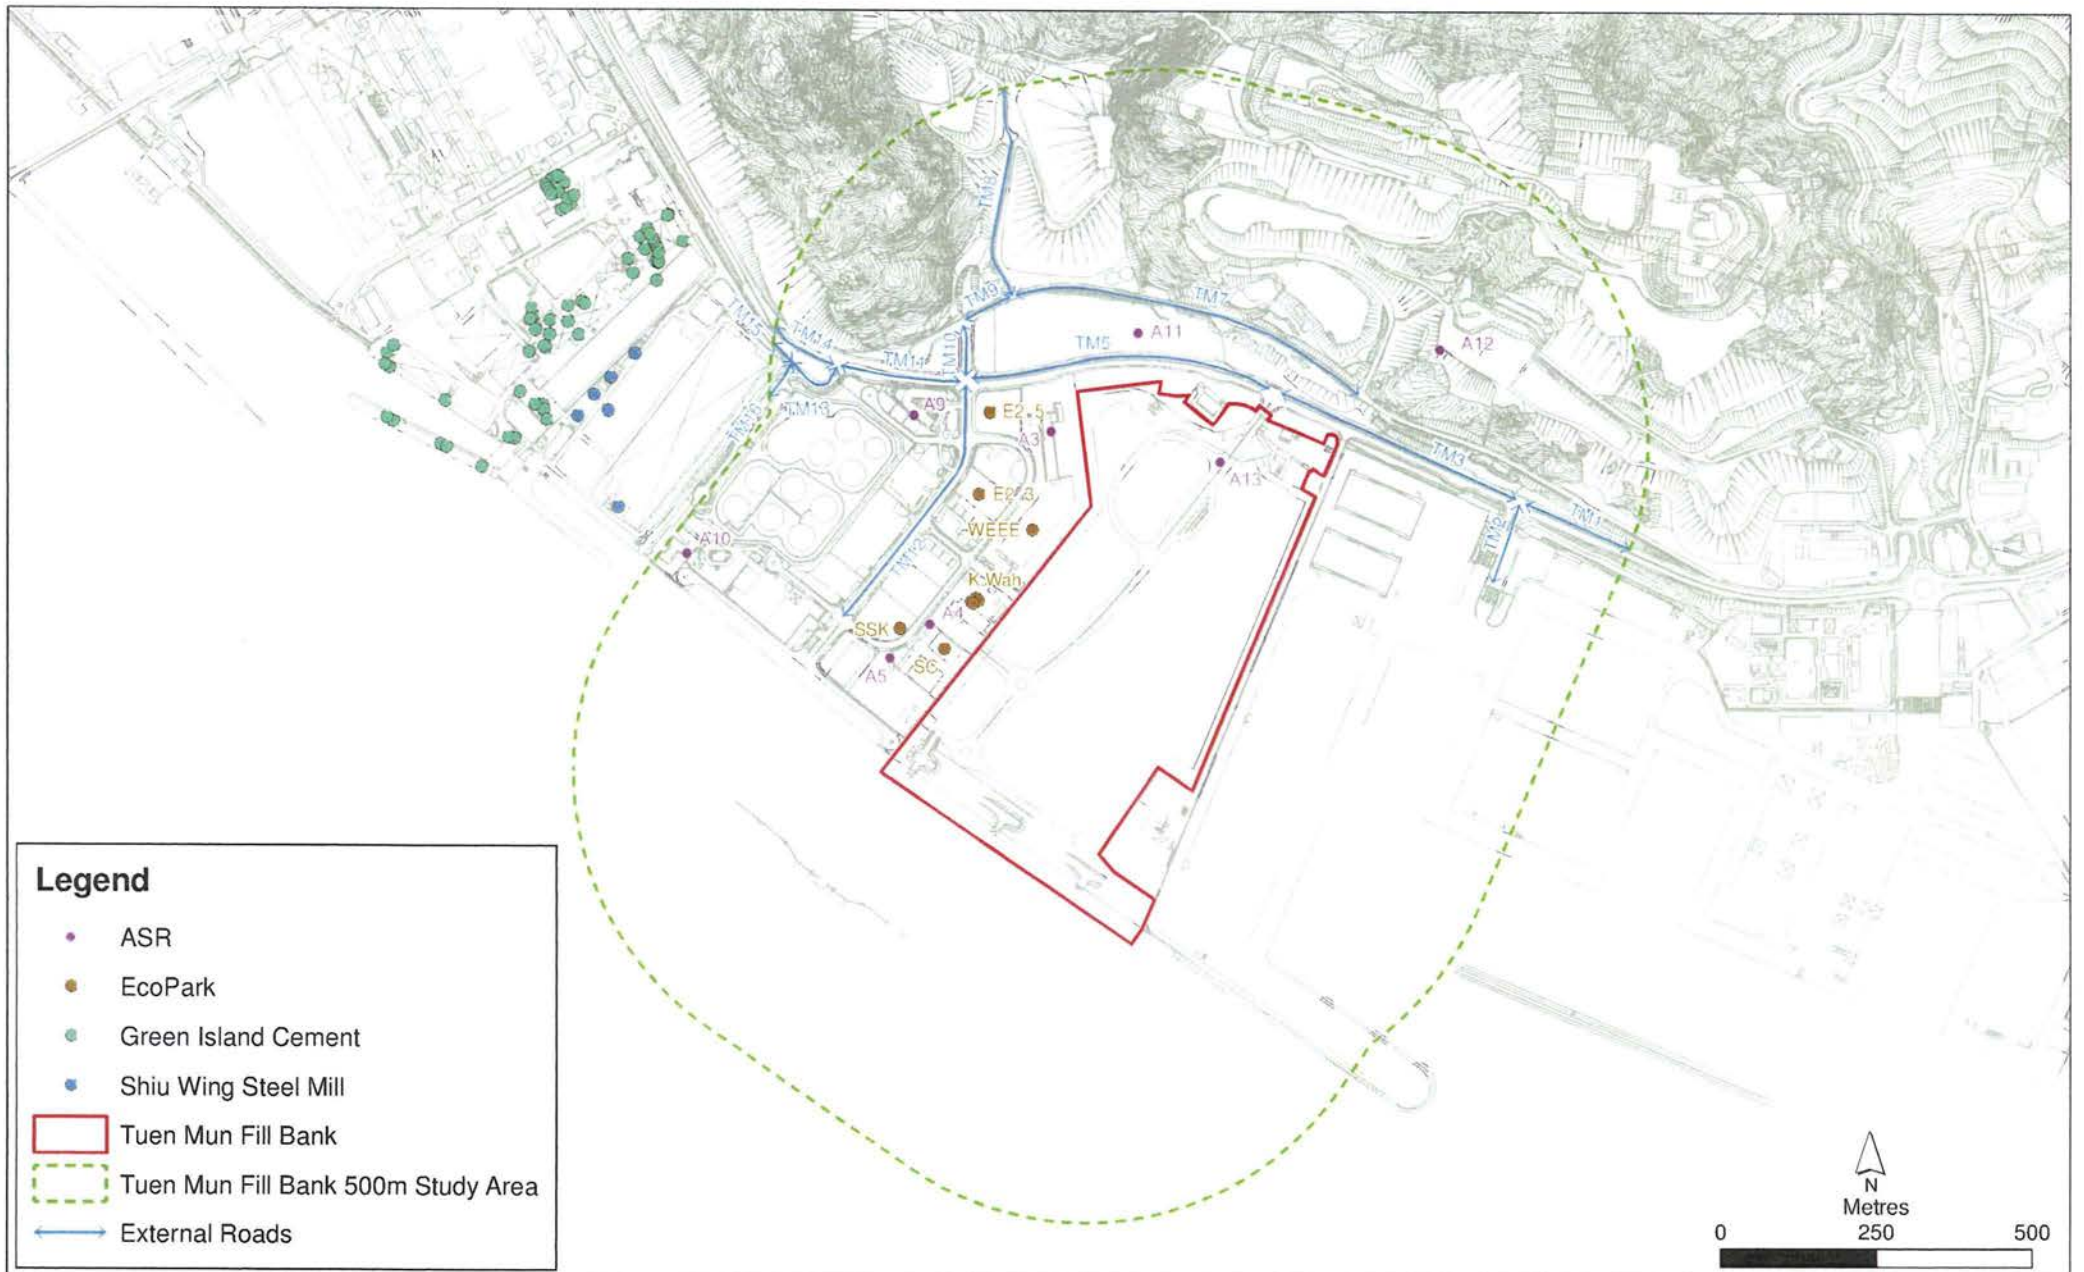 TM8
TM9
TM7
TM15
TM14
TM10
TM5
A11
A12
TM11
A9
E2.5
TM16
TM13
A3
TM3
A13
E2.3
WEEE
TM2
TM1
A10
TM12
K.Wah
A4
SSK
SC
A5
Legend
ASR
EcoPark
Green Island Cement
Shiu Wing Steel Mill
Tuen Mun Fill Bank
Tuen Mun Fill Bank 500m Study Area
External Roads
N
Metres
0 250 500